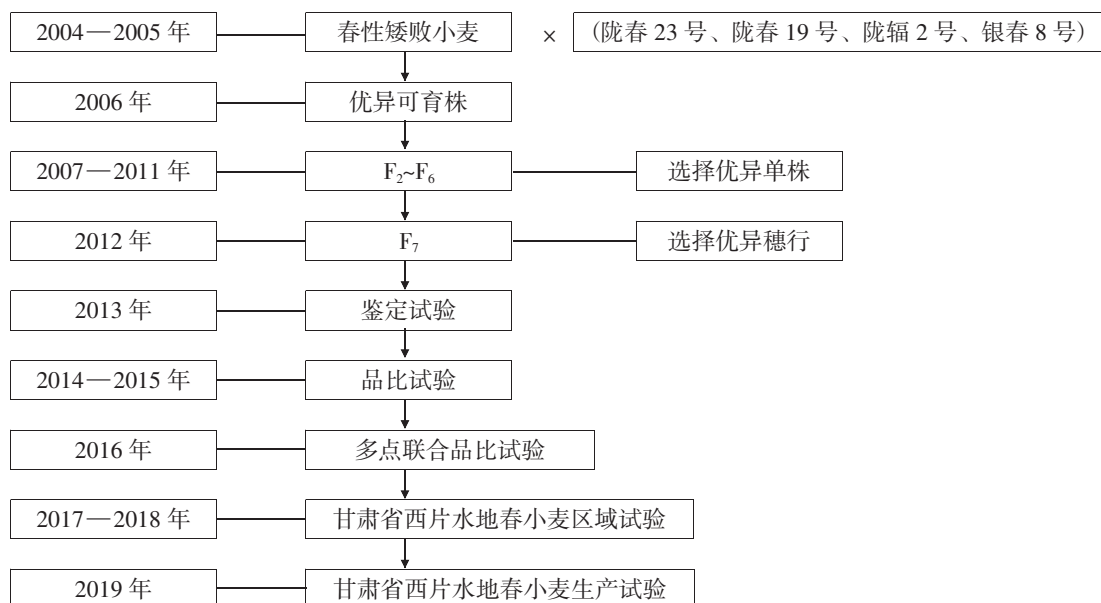 2004—2005 年 春性矮败小麦 × (陇春 23 号、陇春 19 号、陇辐 2 号、银春 8 号)
2006 年 优异可育株
2007—2011 年 F₂~F₆ 选择优异单株
2012 年 F₇ 选择优异穗行
2013 年 鉴定试验
2014—2015 年 品比试验
2016 年 多点联合品比试验
2017—2018 年 甘肃省西片水地春小麦区域试验
2019 年 甘肃省西片水地春小麦生产试验